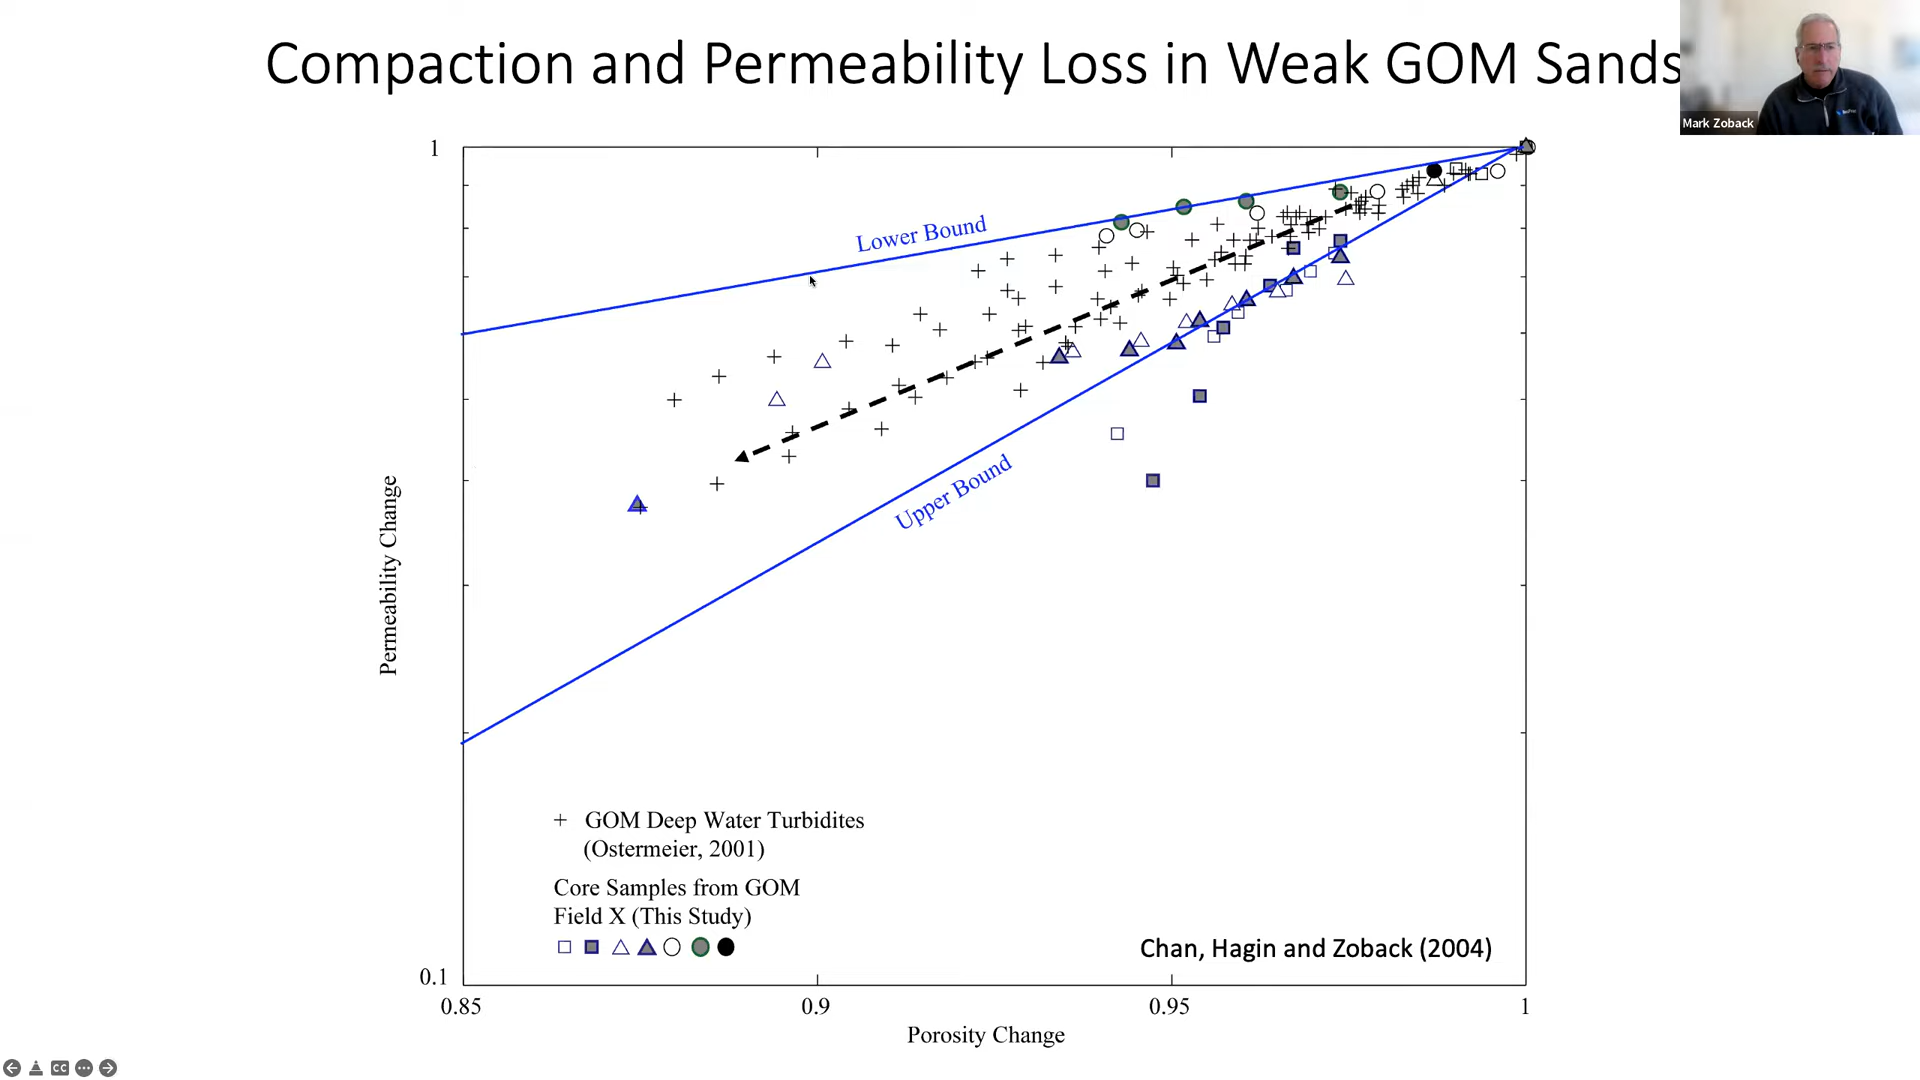 Compaction and Permeability Loss in Weak GOM Sands
Mark Zoback
1
Lower Bound
Upper Bound
Permeability Change
+ GOM Deep Water Turbidites
(Ostermeier, 2001)
Core Samples from GOM
Field X (This Study)
Chan, Hagin and Zoback (2004)
0.1
0.85 0.9 0.95 1
Porosity Change
CC